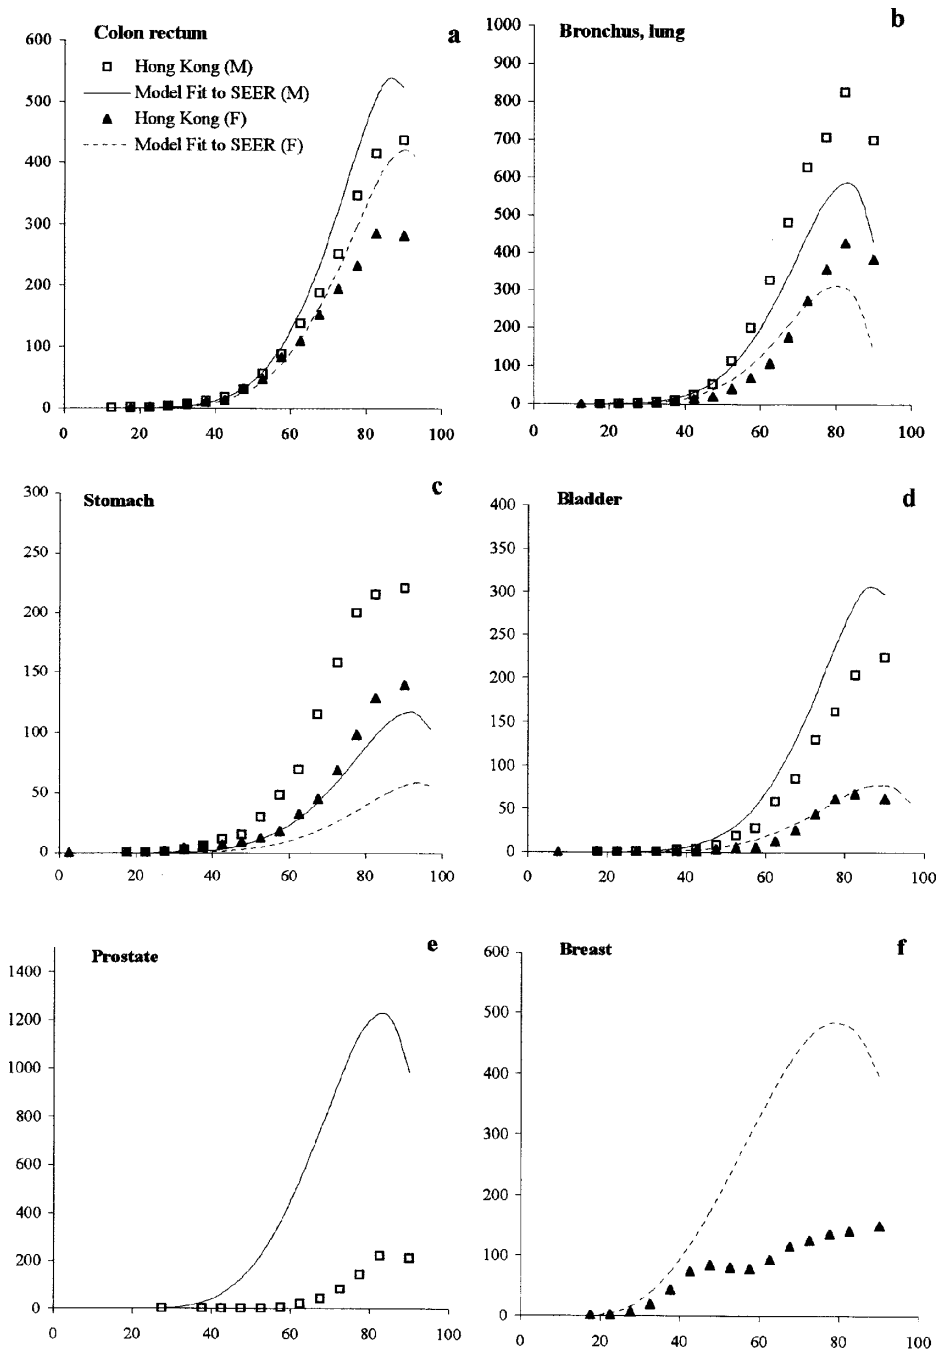 a
Colon rectum
Hong Kong (M)
Model Fit to SEER (M)
Hong Kong (F)
Model Fit to SEER (F)
600
500
400
300
200
100
0
0 20 40 60 80 100
b
Bronchus, lung
1000
900
800
700
600
500
400
300
200
100
0
0 20 40 60 80 100
c
Stomach
300
250
200
150
100
50
0
0 20 40 60 80 100
d
Bladder
400
350
300
250
200
150
100
50
0
0 20 40 60 80 100
e
Prostate
1400
1200
1000
800
600
400
200
0
0 20 40 60 80 100
f
Breast
600
500
400
300
200
100
0
0 20 40 60 80 100